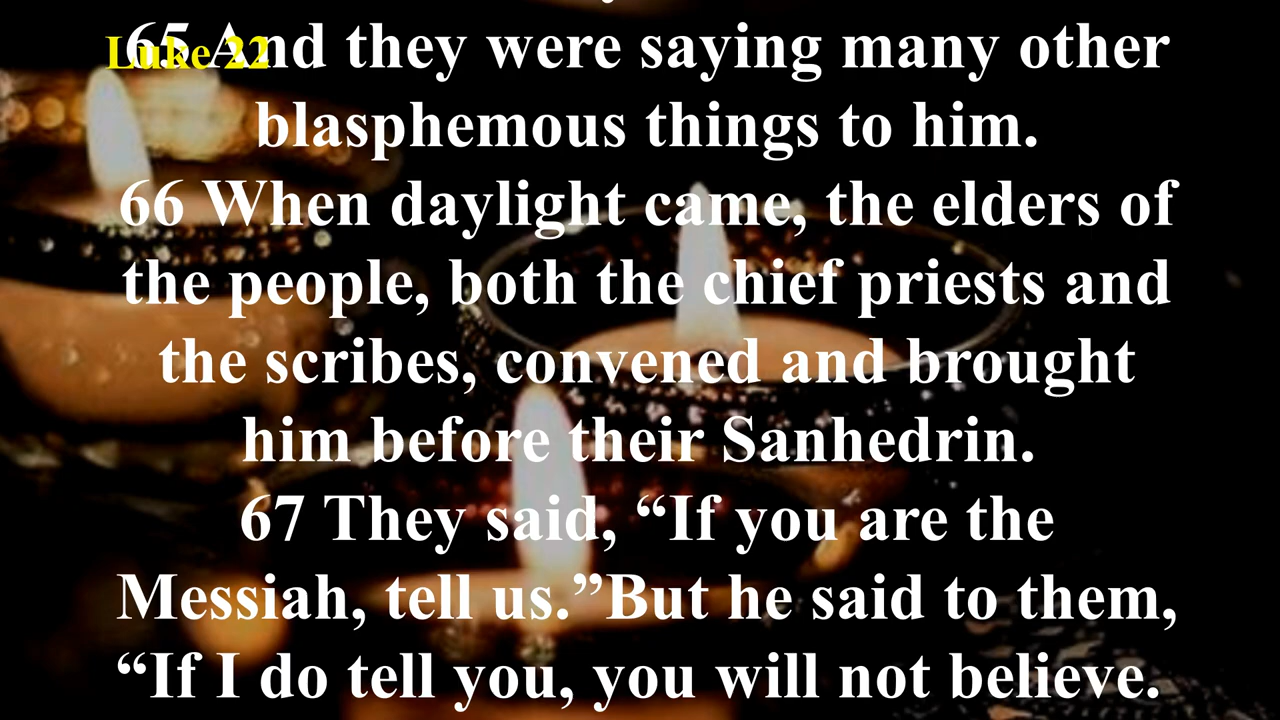 Luke 22
65 And they were saying many other
blasphemous things to him.
66 When daylight came, the elders of
the people, both the chief priests and
the scribes, convened and brought
him before their Sanhedrin.
67 They said, “If you are the
Messiah, tell us.”But he said to them,
“If I do tell you, you will not believe.